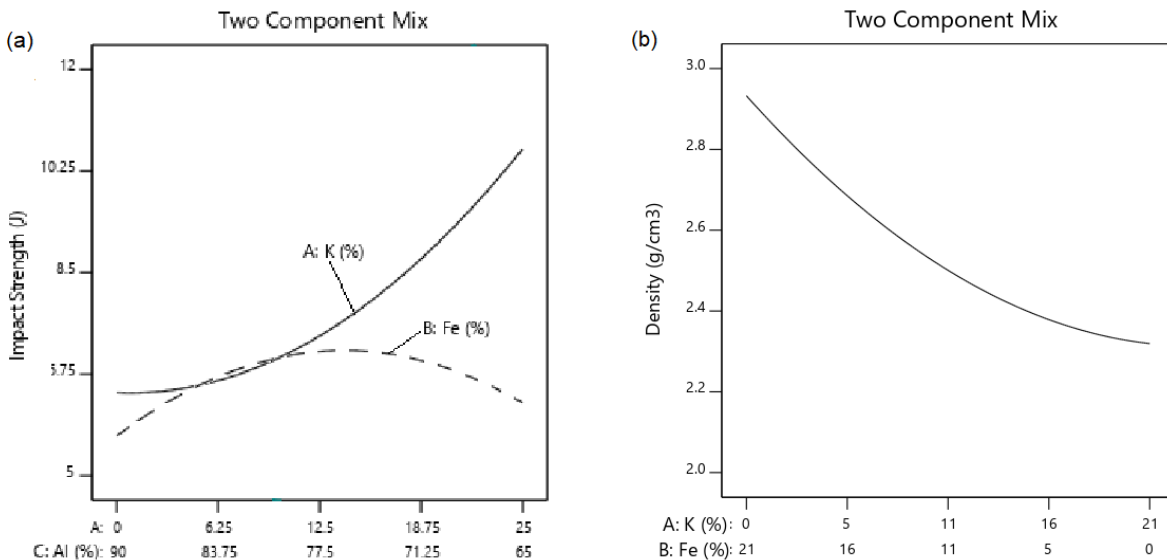 (a)
Two Component Mix
12
10.25
8.5
6.75
5
Impact Strength (J)
A: K (%)
B: Fe (%)
A: 0 6.25 12.5 18.75 25
C: Al (%): 90 83.75 77.5 71.25 65
(b)
Two Component Mix
3.0
2.8
2.6
2.4
2.2
2.0
Density (g/cm3)
A: K (%): 0 5 11 16 21
B: Fe (%): 21 16 11 5 0